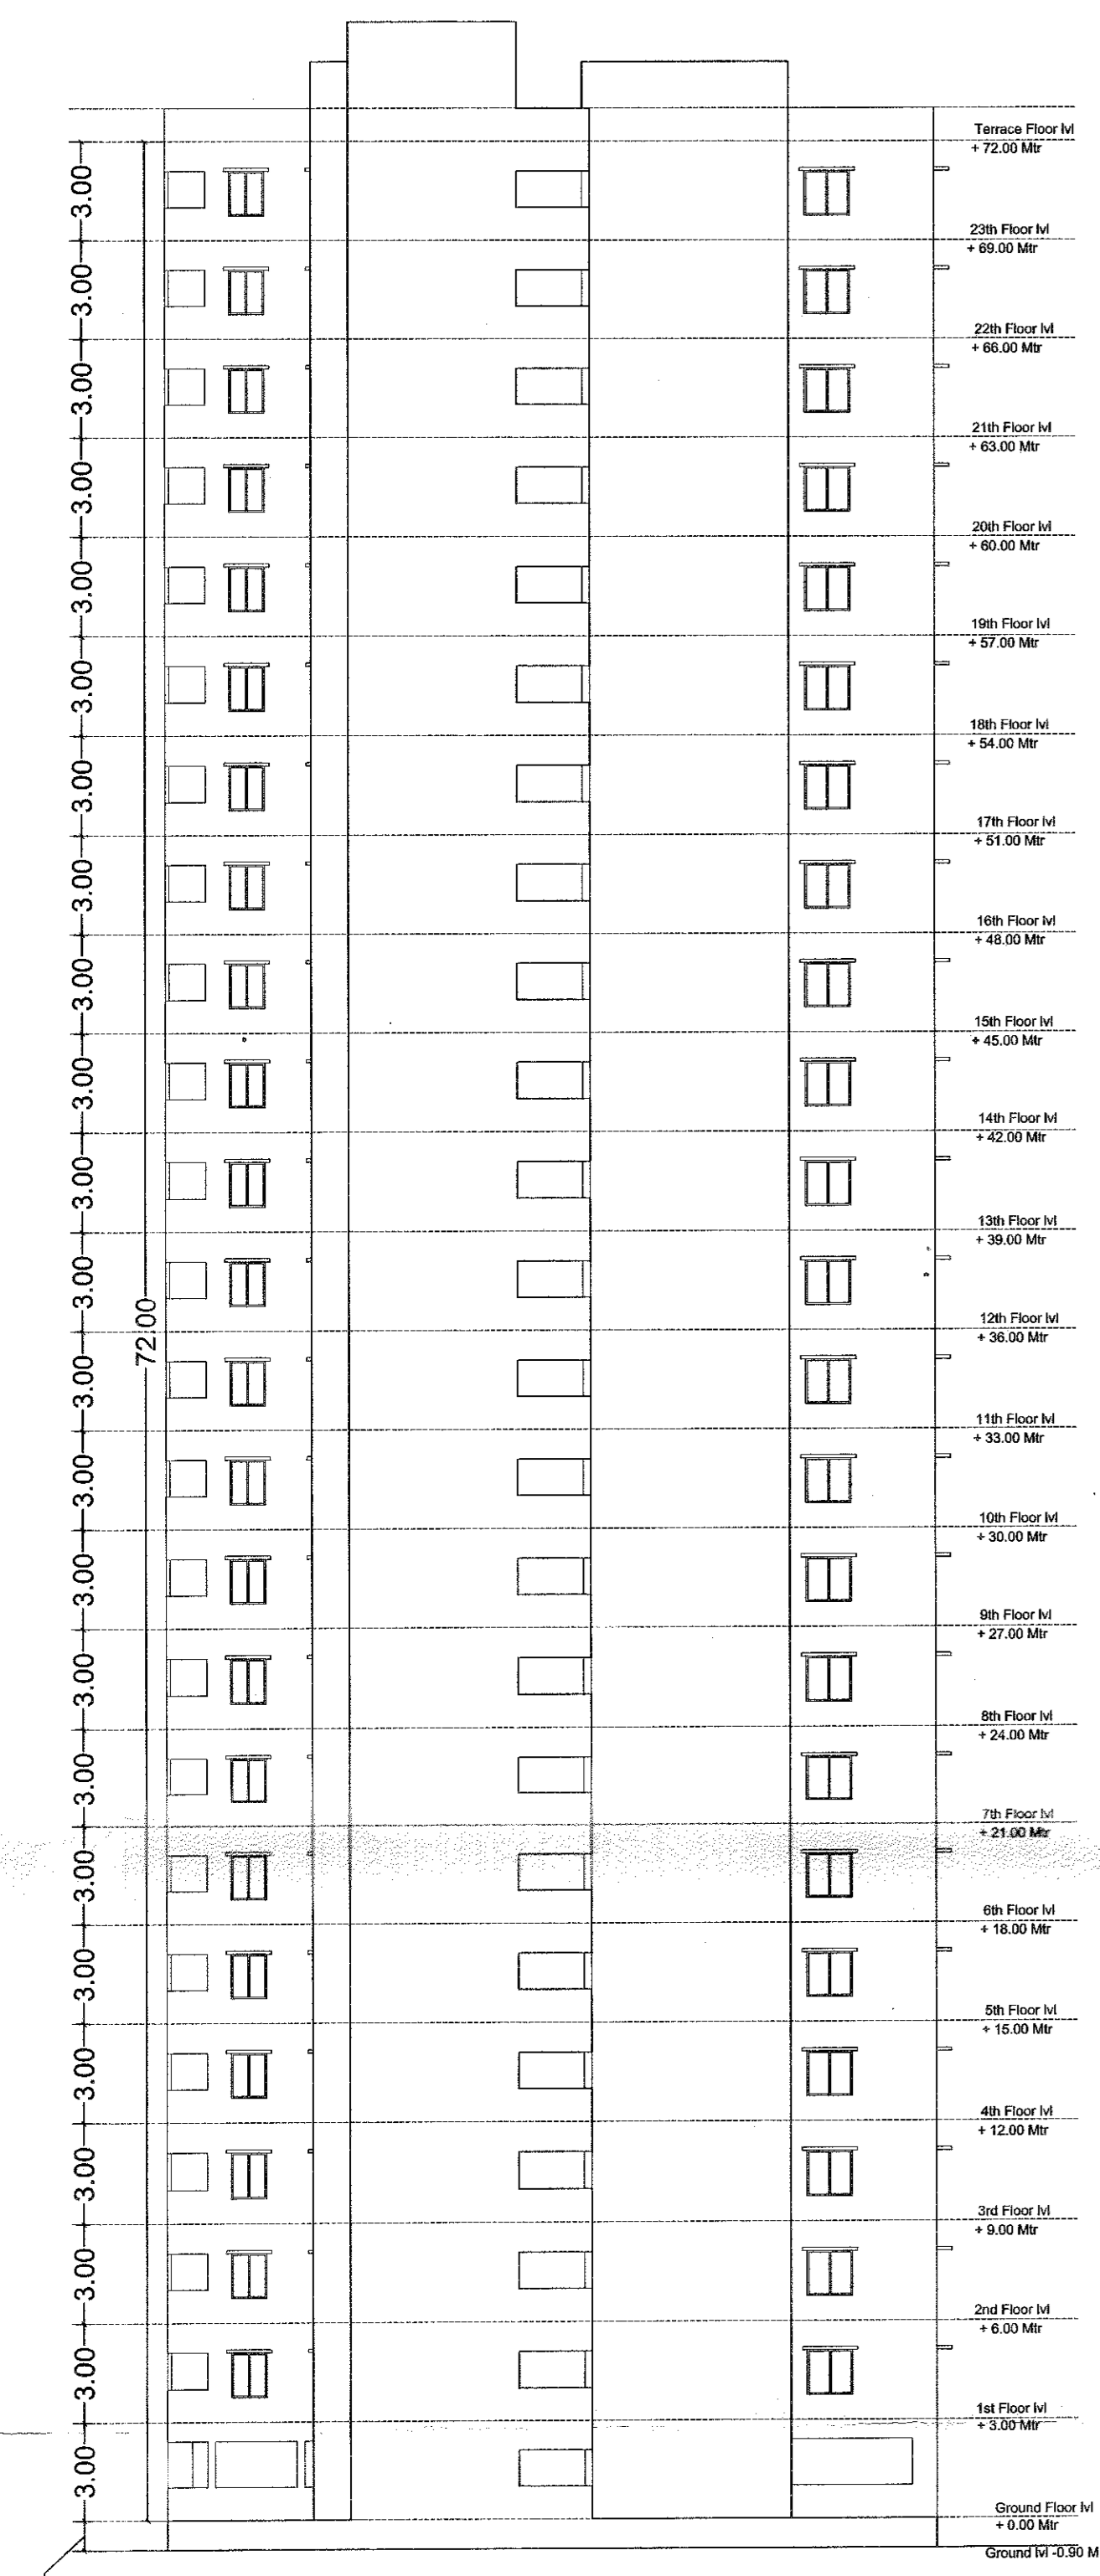 Terrace Floor lvl
+ 72.00 Mtr
3.00
23th Floor lvl
+ 69.00 Mtr
3.00
22th Floor lvl
+ 66.00 Mtr
3.00
21th Floor lvl
+ 63.00 Mtr
3.00
20th Floor lvl
+ 60.00 Mtr
3.00
19th Floor lvl
+ 57.00 Mtr
3.00
18th Floor lvl
+ 54.00 Mtr
3.00
17th Floor lvl
+ 51.00 Mtr
3.00
16th Floor lvl
+ 48.00 Mtr
3.00
15th Floor lvl
+ 45.00 Mtr
3.00
14th Floor lvl
+ 42.00 Mtr
3.00
13th Floor lvl
+ 39.00 Mtr
3.00
72.00
12th Floor lvl
+ 36.00 Mtr
3.00
11th Floor lvl
+ 33.00 Mtr
3.00
10th Floor lvl
+ 30.00 Mtr
3.00
9th Floor lvl
+ 27.00 Mtr
3.00
8th Floor lvl
+ 24.00 Mtr
3.00
7th Floor lvl
+ 21.00 Mtr
3.00
6th Floor lvl
+ 18.00 Mtr
3.00
5th Floor lvl
+ 15.00 Mtr
3.00
4th Floor lvl
+ 12.00 Mtr
3.00
3rd Floor lvl
+ 9.00 Mtr
3.00
2nd Floor lvl
+ 6.00 Mtr
3.00
1st Floor lvl
+ 3.00 Mtr
3.00
Ground Floor lvl
+ 0.00 Mtr
Ground lvl -0.90 M